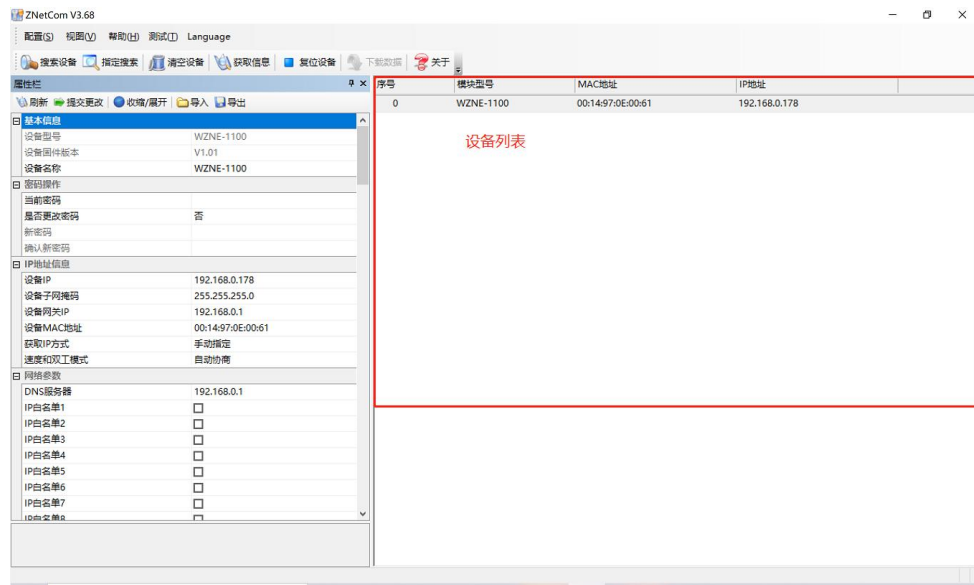 ZNetCom V3.68
配置(S) 视图(V) 帮助(H) 测试(T) Language
搜索设备 指定搜索 清空设备 获取信息 复位设备 下载数据 关于
属性栏
序号 模块型号 MAC地址 IP地址
刷新 提交更改 收缩/展开 导入 导出
0 WZNE-1100 00:14:97:0E:00:61 192.168.0.178
基本信息
设备型号 WZNE-1100
设备列表
设备固件版本 V1.01
设备名称 WZNE-1100
密码操作
当前密码
是否更改密码 否
新密码
确认新密码
IP地址信息
设备IP 192.168.0.178
设备子网掩码 255.255.255.0
设备网关IP 192.168.0.1
设备MAC地址 00:14:97:0E:00:61
获取IP方式 手动指定
速度和双工模式 自动协商
网络参数
DNS服务器 192.168.0.1
IP白名单1
IP白名单2
IP白名单3
IP白名单4
IP白名单5
IP白名单6
IP白名单7
IP白名单8